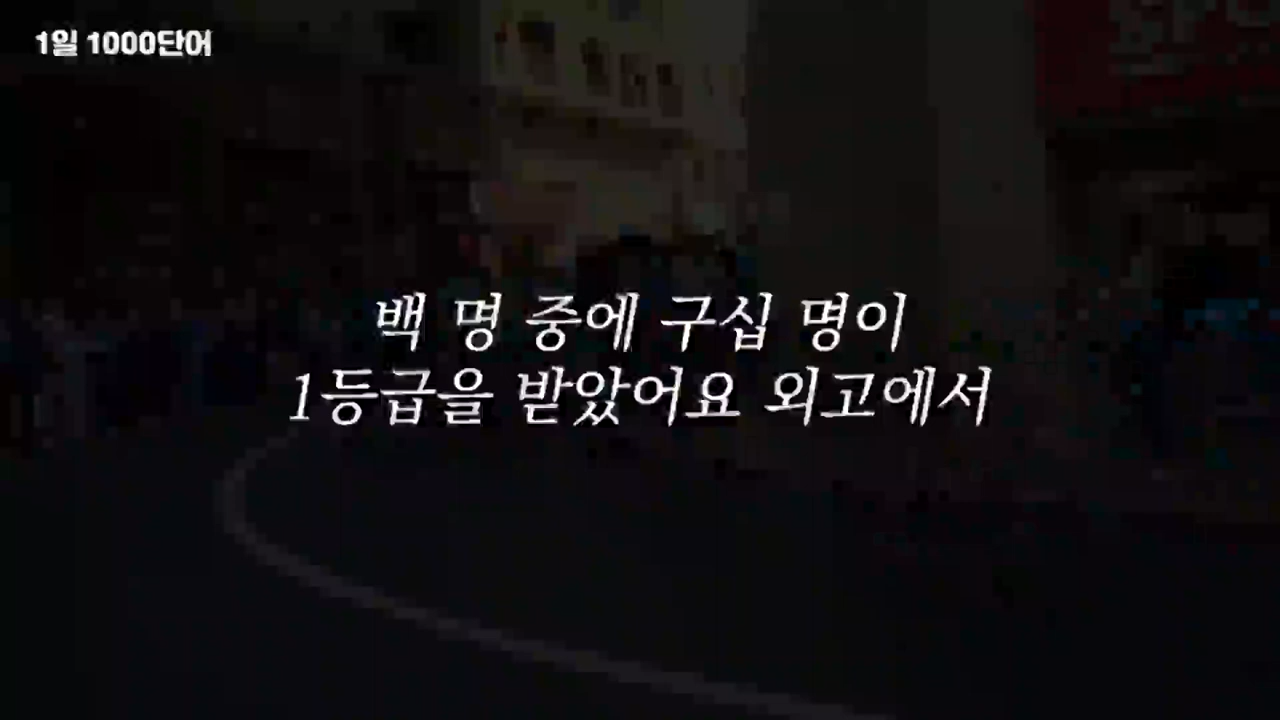 1일 1000단어
백 명 중에 구십 명이
1등급을 받았어요 외고에서